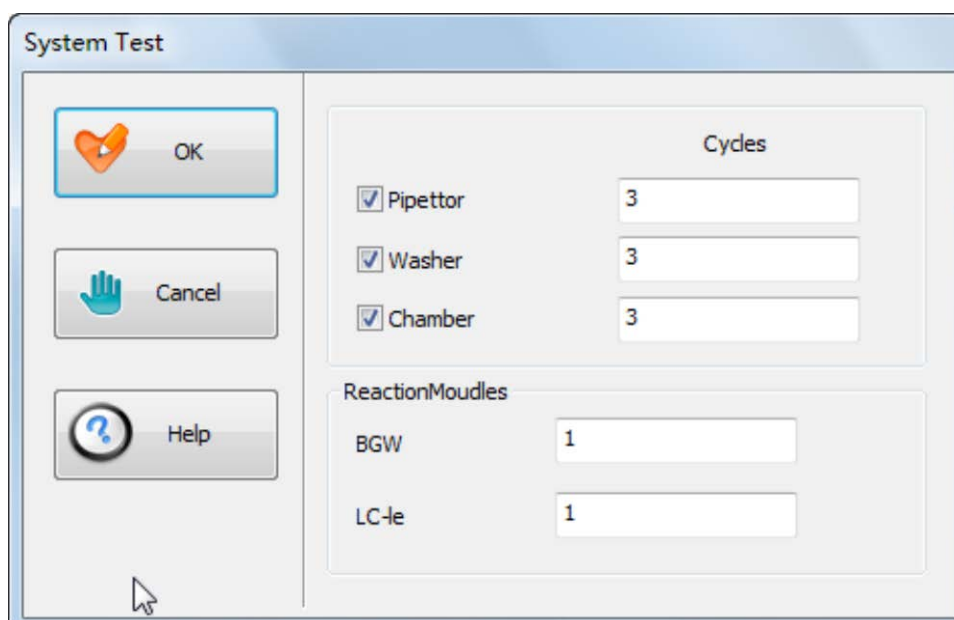 System Test
OK
Cancel
Help
Cycles
Pipettor 3
Washer 3
Chamber 3
ReactionMoudles
BGW 1
LC-le 1